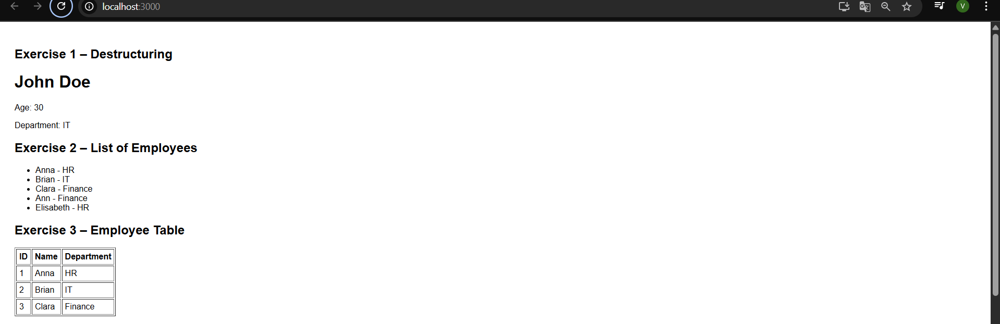 localhost:3000
V
Exercise 1 – Destructuring
John Doe
Age: 30
Department: IT
Exercise 2 – List of Employees
• Anna - HR
• Brian - IT
• Clara - Finance
• Ann - Finance
• Elisabeth - HR
Exercise 3 – Employee Table
ID Name Department
1 Anna HR
2 Brian IT
3 Clara Finance